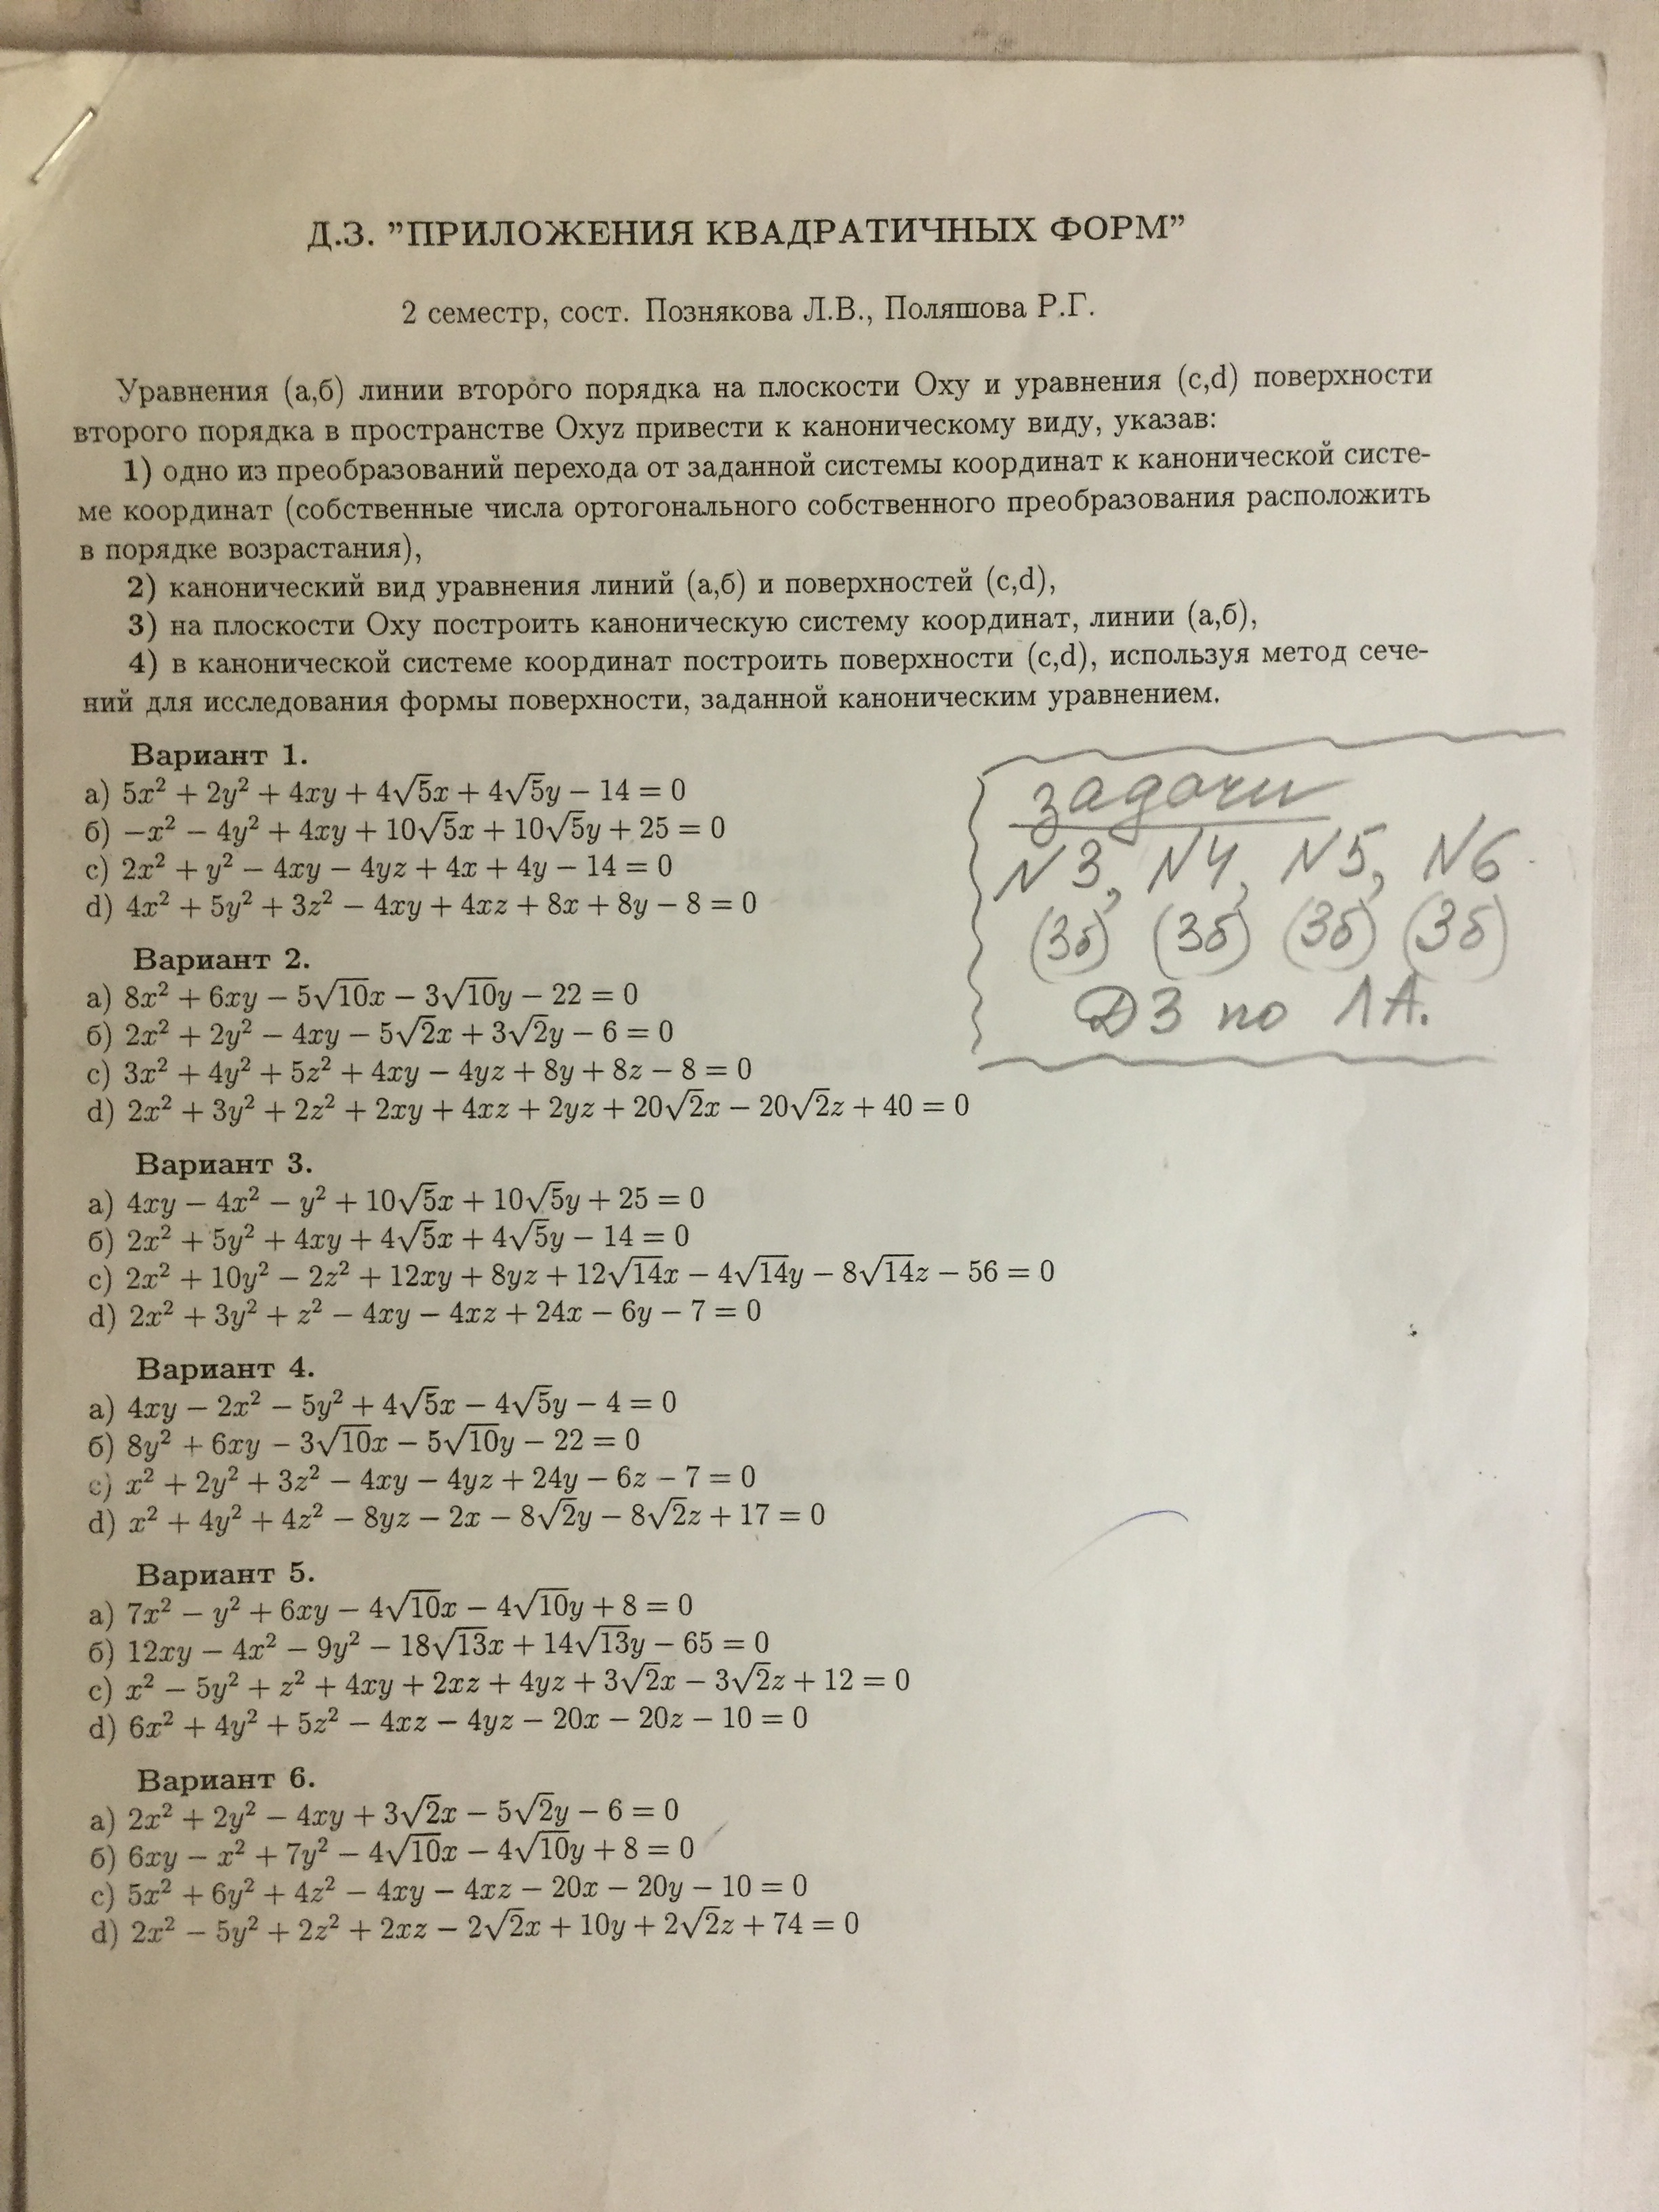 Д.З. ”ПРИЛОЖЕНИЯ КВАДРАТИЧНЫХ ФОРМ”
2 семестр, сост. Познякова Л.В., Поляшова Р.Г.
Уравнения (а,б) линии второго порядка на плоскости Oxy и уравнения (c,d) поверхности
второго порядка в пространстве Oxyz привести к каноническому виду, указав:
1) одно из преобразований перехода от заданной системы координат к канонической систе-
ме координат (собственные числа ортогонального собственного преобразования расположить
в порядке возрастания),
2) канонический вид уравнения линий (а,б) и поверхностей (c,d),
3) на плоскости Oxy построить каноническую систему координат, линии (а,б),
4) в канонической системе координат построить поверхности (c,d), используя метод сече-
ний для исследования формы поверхности, заданной каноническим уравнением.
Вариант 1.
а) 5x² + 2y² + 4xy + 4√5x + 4√5y − 14 = 0
б) −x² − 4y² + 4xy + 10√5x + 10√5y + 25 = 0
c) 2x² + y² − 4xy − 4yz + 4x + 4y − 14 = 0
d) 4x² + 5y² + 3z² − 4xy + 4xz + 8x + 8y − 8 = 0
задачи
N3, N4, N5, N6
(3б) (3б) (3б) (3б)
ДЗ по ЛА.
Вариант 2.
а) 8x² + 6xy − 5√10x − 3√10y − 22 = 0
б) 2x² + 2y² − 4xy − 5√2x + 3√2y − 6 = 0
c) 3x² + 4y² + 5z² + 4xy − 4yz + 8y + 8z − 8 = 0
d) 2x² + 3y² + 2z² + 2xy + 4xz + 2yz + 20√2x − 20√2z + 40 = 0
Вариант 3.
а) 4xy − 4x² − y² + 10√5x + 10√5y + 25 = 0
б) 2x² + 5y² + 4xy + 4√5x + 4√5y − 14 = 0
c) 2x² + 10y² − 2z² + 12xy + 8yz + 12√14x − 4√14y − 8√14z − 56 = 0
d) 2x² + 3y² + z² − 4xy − 4xz + 24x − 6y − 7 = 0
Вариант 4.
а) 4xy − 2x² − 5y² + 4√5x − 4√5y − 4 = 0
б) 8y² + 6xy − 3√10x − 5√10y − 22 = 0
c) x² + 2y² + 3z² − 4xy − 4yz + 24y − 6z − 7 = 0
d) x² + 4y² + 4z² − 8yz − 2x − 8√2y − 8√2z + 17 = 0
Вариант 5.
а) 7x² − y² + 6xy − 4√10x − 4√10y + 8 = 0
б) 12xy − 4x² − 9y² − 18√13x + 14√13y − 65 = 0
c) x² − 5y² + z² + 4xy + 2xz + 4yz + 3√2x − 3√2z + 12 = 0
d) 6x² + 4y² + 5z² − 4xz − 4yz − 20x − 20z − 10 = 0
Вариант 6.
а) 2x² + 2y² − 4xy + 3√2x − 5√2y − 6 = 0
б) 6xy − x² + 7y² − 4√10x − 4√10y + 8 = 0
c) 5x² + 6y² + 4z² − 4xy − 4xz − 20x − 20y − 10 = 0
d) 2x² − 5y² + 2z² + 2xz − 2√2x + 10y + 2√2z + 74 = 0